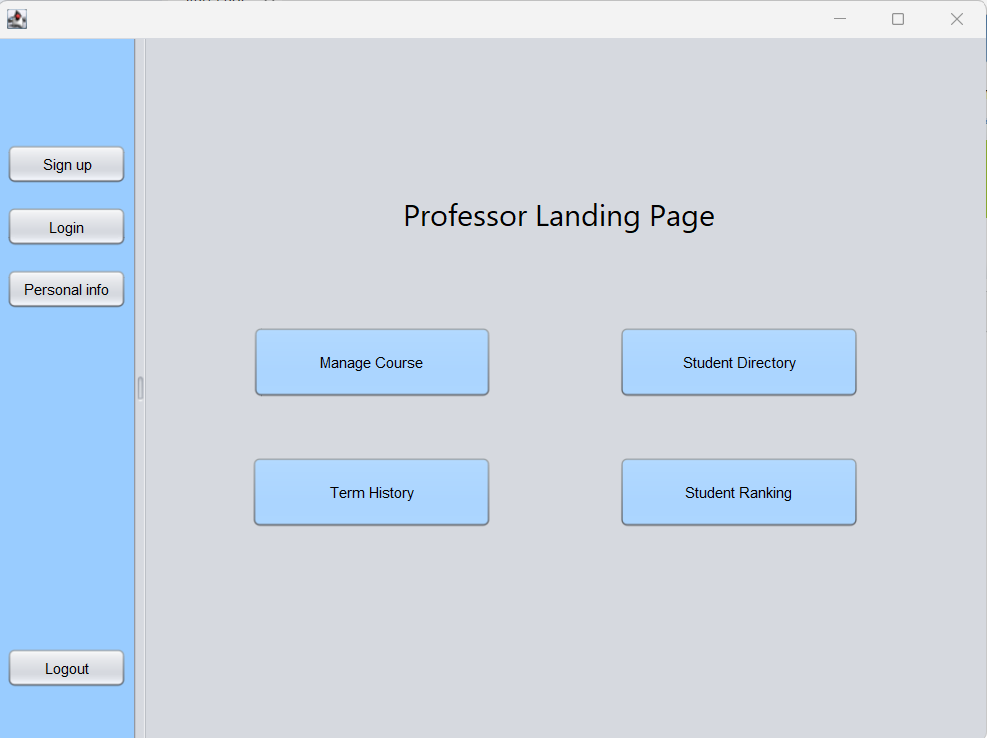 Sign up
Login
Personal info
Logout
Professor Landing Page
Manage Course
Student Directory
Term History
Student Ranking